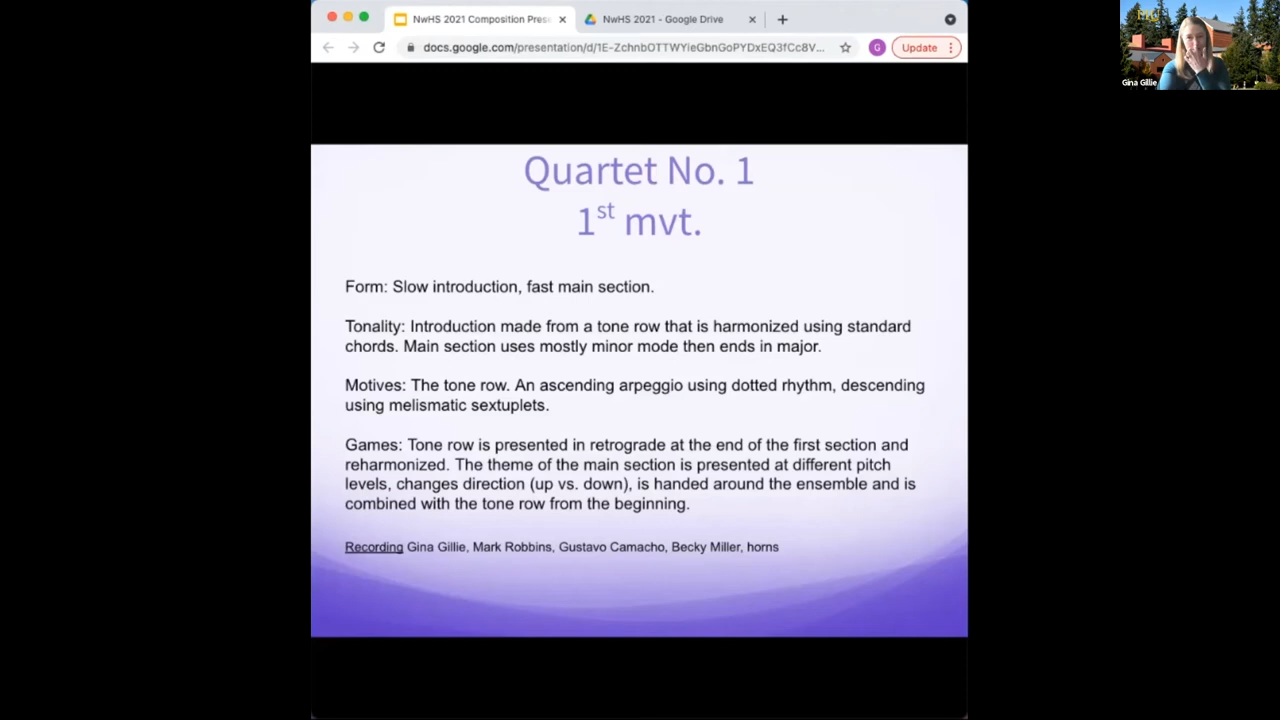 NwHS 2021 Composition Pres
NwHS 2021 - Google Drive
docs.google.com/presentation/d/1E-ZchnbOTTWYieGbnGoPYDxEQ3fCc8V...
G
Update
Gina Gillie
Quartet No. 1
1st mvt.
Form: Slow introduction, fast main section.
Tonality: Introduction made from a tone row that is harmonized using standard
chords. Main section uses mostly minor mode then ends in major.
Motives: The tone row. An ascending arpeggio using dotted rhythm, descending
using melismatic sextuplets.
Games: Tone row is presented in retrograde at the end of the first section and
reharmonized. The theme of the main section is presented at different pitch
levels, changes direction (up vs. down), is handed around the ensemble and is
combined with the tone row from the beginning.
Recording Gina Gillie, Mark Robbins, Gustavo Camacho, Becky Miller, horns